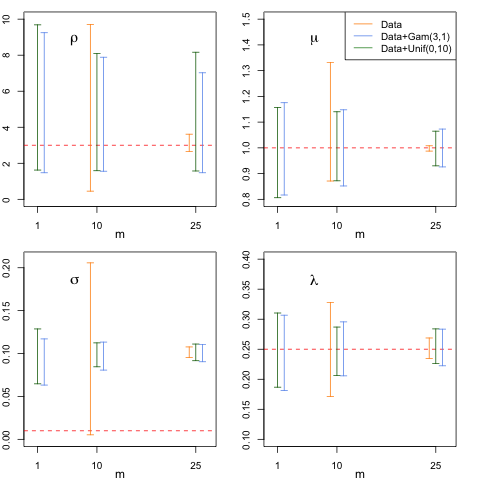 ρ
0 2 4 6 8 10
1 10 25
m
μ
Data
Data+Gam(3,1)
Data+Unif(0,10)
0.8 0.9 1.0 1.1 1.2 1.3 1.4 1.5
1 10 25
m
σ
0.00 0.05 0.10 0.15 0.20
1 10 25
m
λ
0.10 0.15 0.20 0.25 0.30 0.35 0.40
1 10 25
m